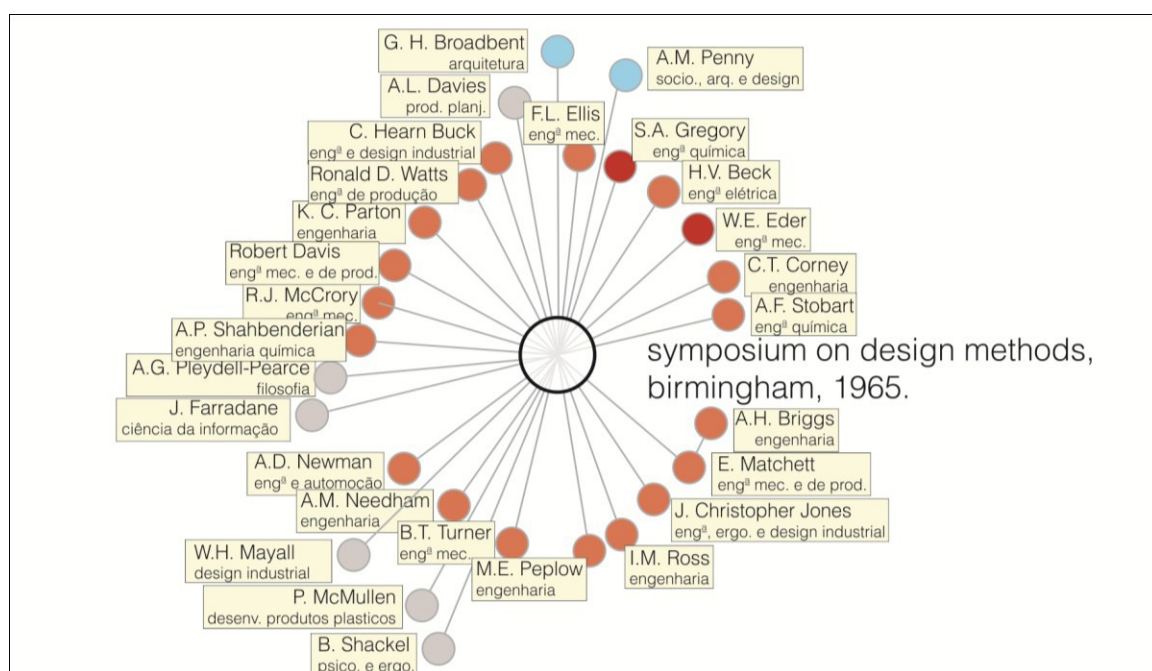 G. H. Broadbent
arquitetura
A.M. Penny
socio., arq. e design
A.L. Davies
prod. planj.
F.L. Ellis
engª mec.
S.A. Gregory
engª química
C. Hearn Buck
engª e design industrial
H.V. Beck
engª elétrica
Ronald D. Watts
engª de produção
W.E. Eder
engª mec.
K. C. Parton
engenharia
Robert Davis
engª mec. e de prod.
C.T. Corney
engenharia
R.J. McCrory
engª mec.
A.F. Stobart
engª química
A.P. Shahbenderian
engenharia química
symposium on design methods,
birmingham, 1965.
A.G. Pleydell-Pearce
filosofia
J. Farradane
ciência da informação
A.H. Briggs
engenharia
A.D. Newman
engª e automoção
E. Matchett
engª mec. e de prod.
A.M. Needham
engenharia
J. Christopher Jones
engª, ergo. e design industrial
B.T. Turner
engª mec.
W.H. Mayall
design industrial
I.M. Ross
engenharia
M.E. Peplow
engenharia
P. McMullen
desenv. produtos plasticos
B. Shackel
psico. e ergo.